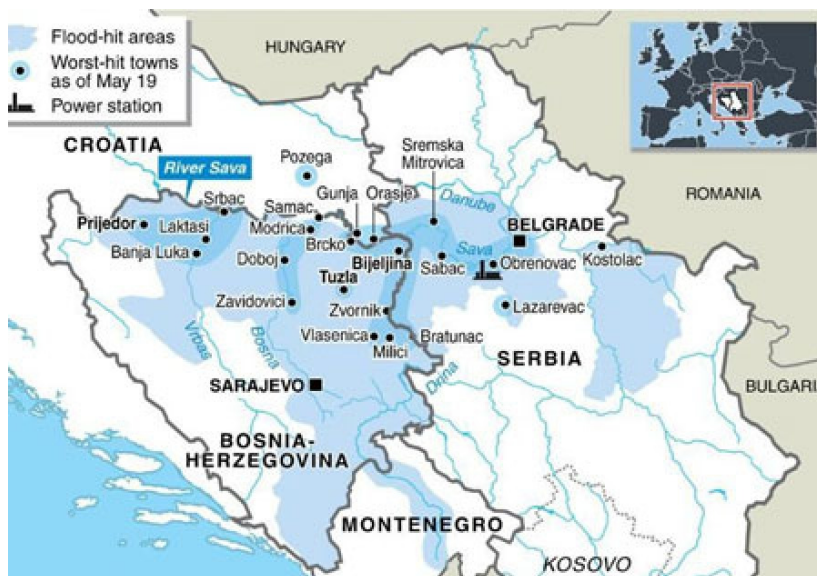 Flood-hit areas
Worst-hit towns
as of May 19
Power station
HUNGARY
CROATIA
River Sava
Pozega
Sremska
Mitrovica
ROMANIA
Srbac
Samac
Gunja
Orasje
Danube
Prijedor
Laktasi
Modrica
BELGRADE
Banja Luka
Brcko
Sava
Doboj
Bijeljina
Sabac
Obrenovac
Kostolac
Tuzla
Zavidovici
Zvornik
Lazarevac
Vrbas
Bosna
Vlasenica
Milici
Bratunac
SERBIA
Drina
SARAJEVO
BULGARI
BOSNIA-
HERZEGOVINA
MONTENEGRO
KOSOVO